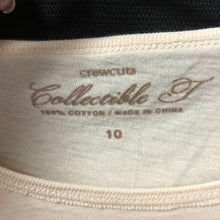 crewcuts
Collectible T
100% COTTON / MADE IN CHINA
10